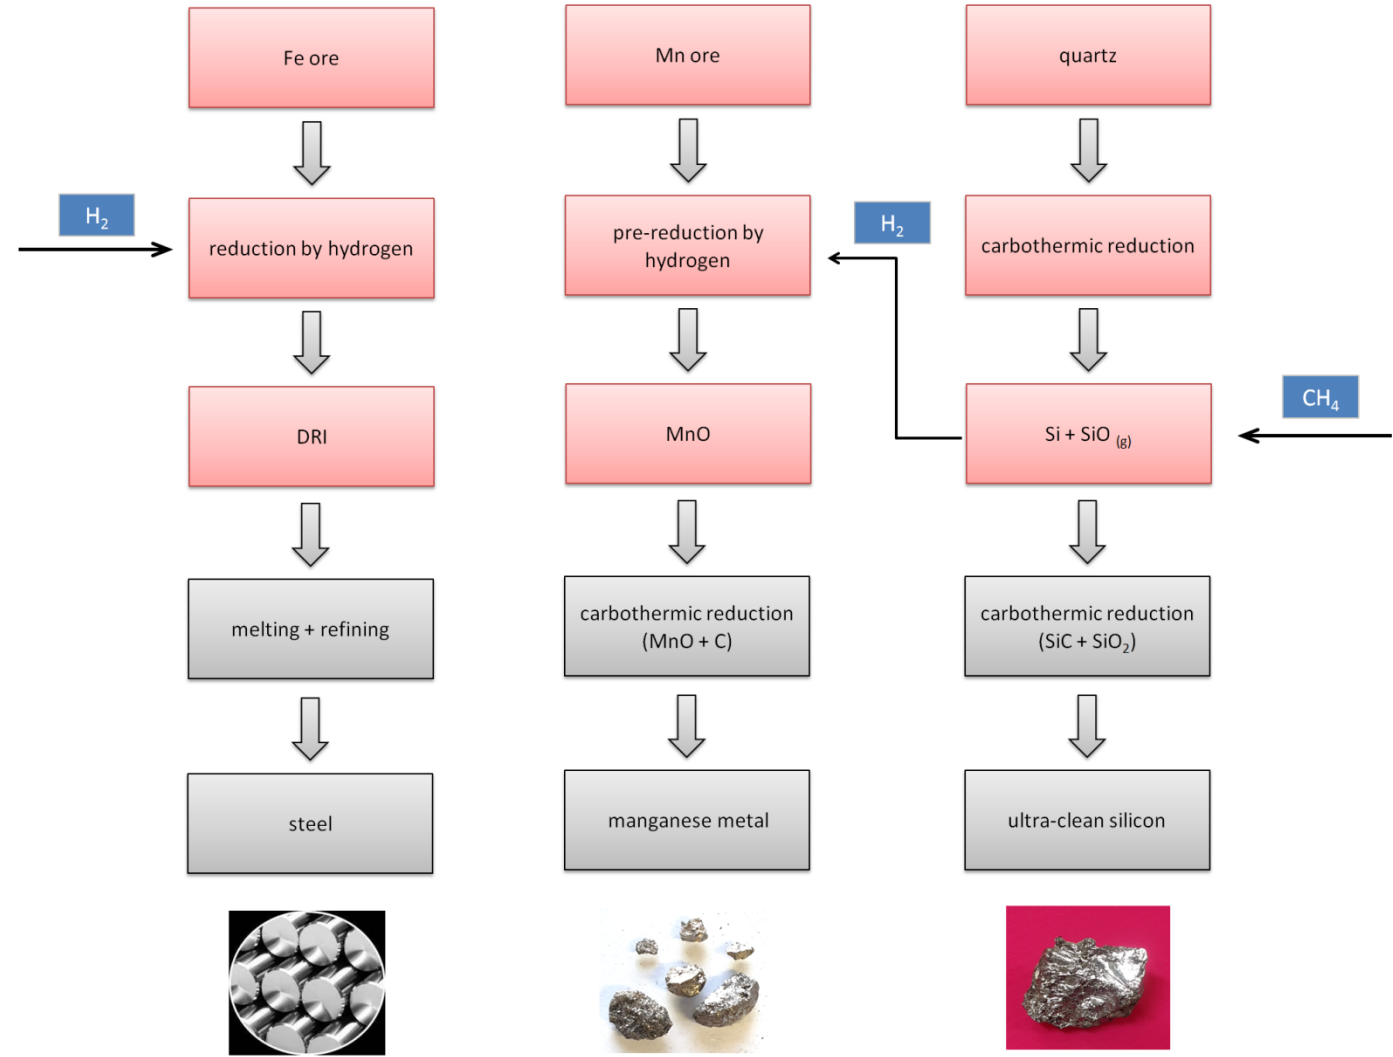 Fe ore
Mn ore
quartz
H₂
reduction by hydrogen
pre-reduction by
hydrogen
H₂
carbothermic reduction
DRI
MnO
Si + SiO (g)
CH₄
melting + refining
carbothermic reduction
(MnO + C)
carbothermic reduction
(SiC + SiO₂)
steel
manganese metal
ultra-clean silicon